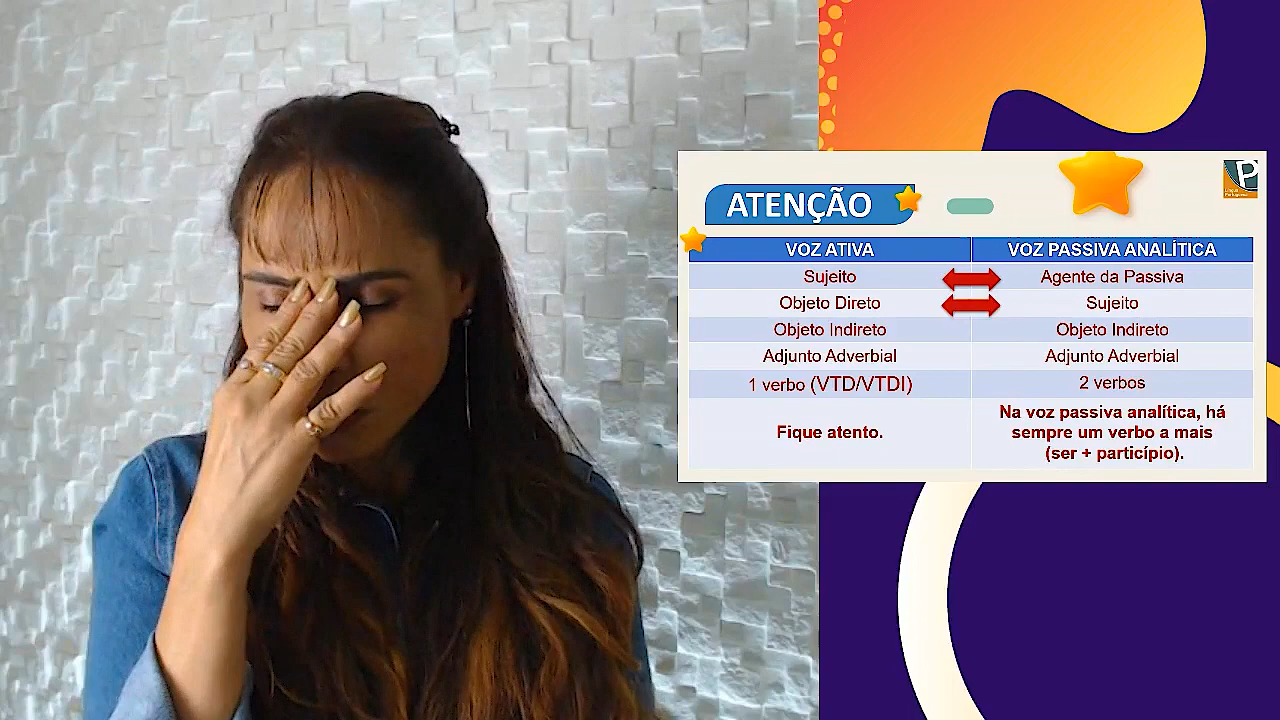 ATENÇÃO
P
Língua
Portuguesa
VOZ ATIVA VOZ PASSIVA ANALÍTICA
Sujeito Agente da Passiva
Objeto Direto Sujeito
Objeto Indireto Objeto Indireto
Adjunto Adverbial Adjunto Adverbial
1 verbo (VTD/VTDI) 2 verbos
Fique atento. Na voz passiva analítica, há
sempre um verbo a mais
(ser + particípio).